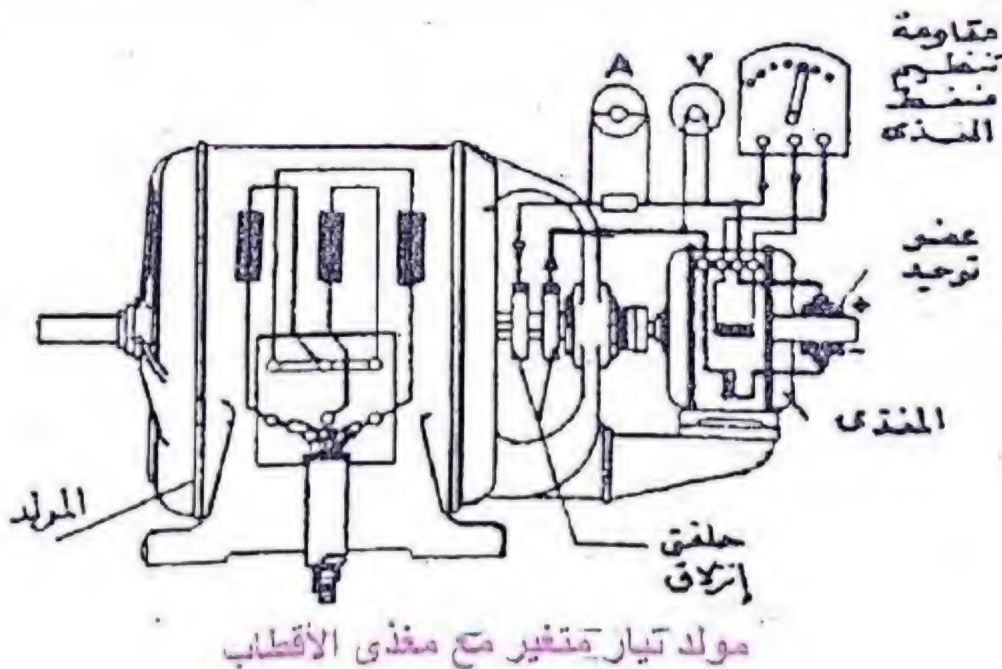 مقاومة
تنظيم
ضغط
المغذى
A
V
عضو
توحيد
+
-
المغذى
المولد
حلقتى
إنزلاق
مولد تيار متغير مع مغذى الأقطاب